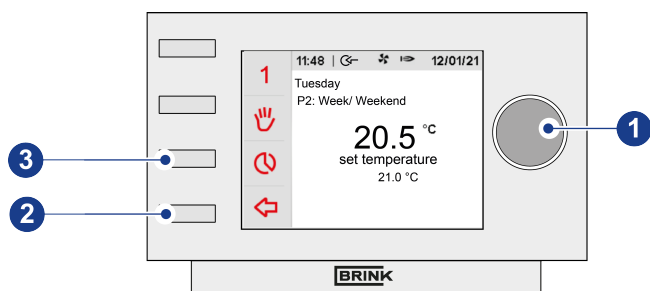 11:48 | 12/01/21
1
Tuesday
P2: Week/ Weekend
20.5 °C
set temperature
21.0 °C
1
3
2
BRINK